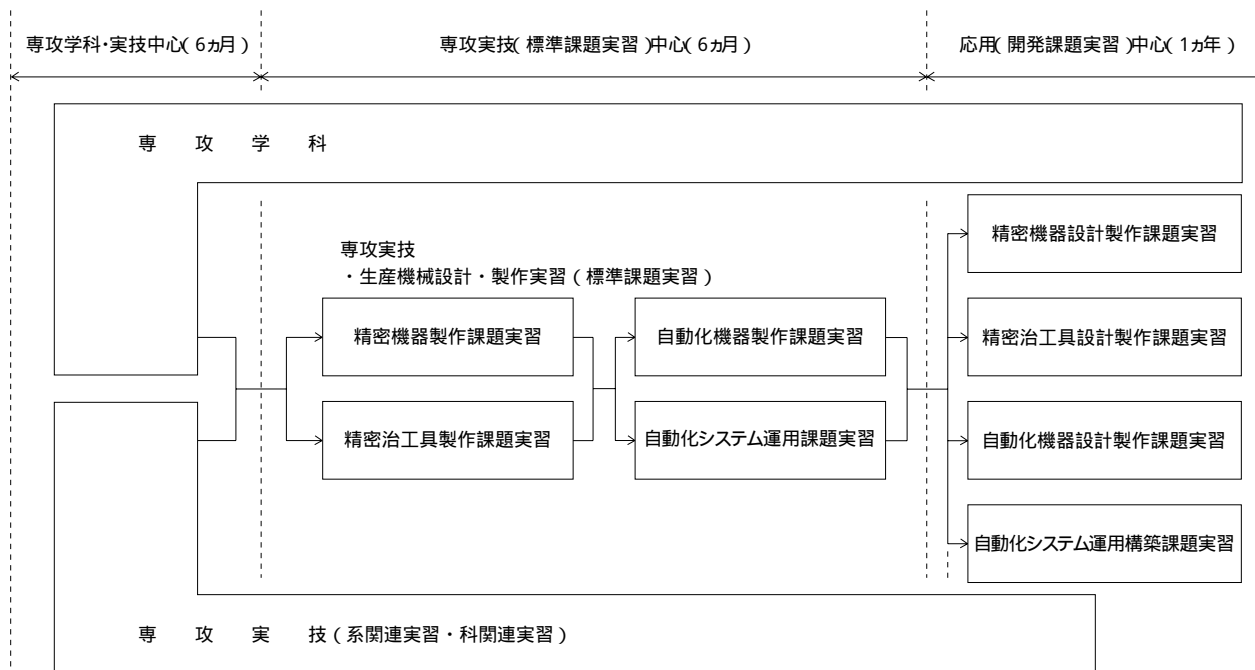 専攻学科・実技中心(6ヵ月)
専攻実技(標準課題実習)中心(6ヵ月)
応用(開発課題実習)中心(1ヵ年)
専攻学科
専攻実技
・生産機械設計・製作実習(標準課題実習)
精密機器製作課題実習
精密治工具製作課題実習
自動化機器製作課題実習
自動化システム運用課題実習
精密機器設計製作課題実習
精密治工具設計製作課題実習
自動化機器設計製作課題実習
自動化システム運用構築課題実習
専攻実技(系関連実習・科関連実習)